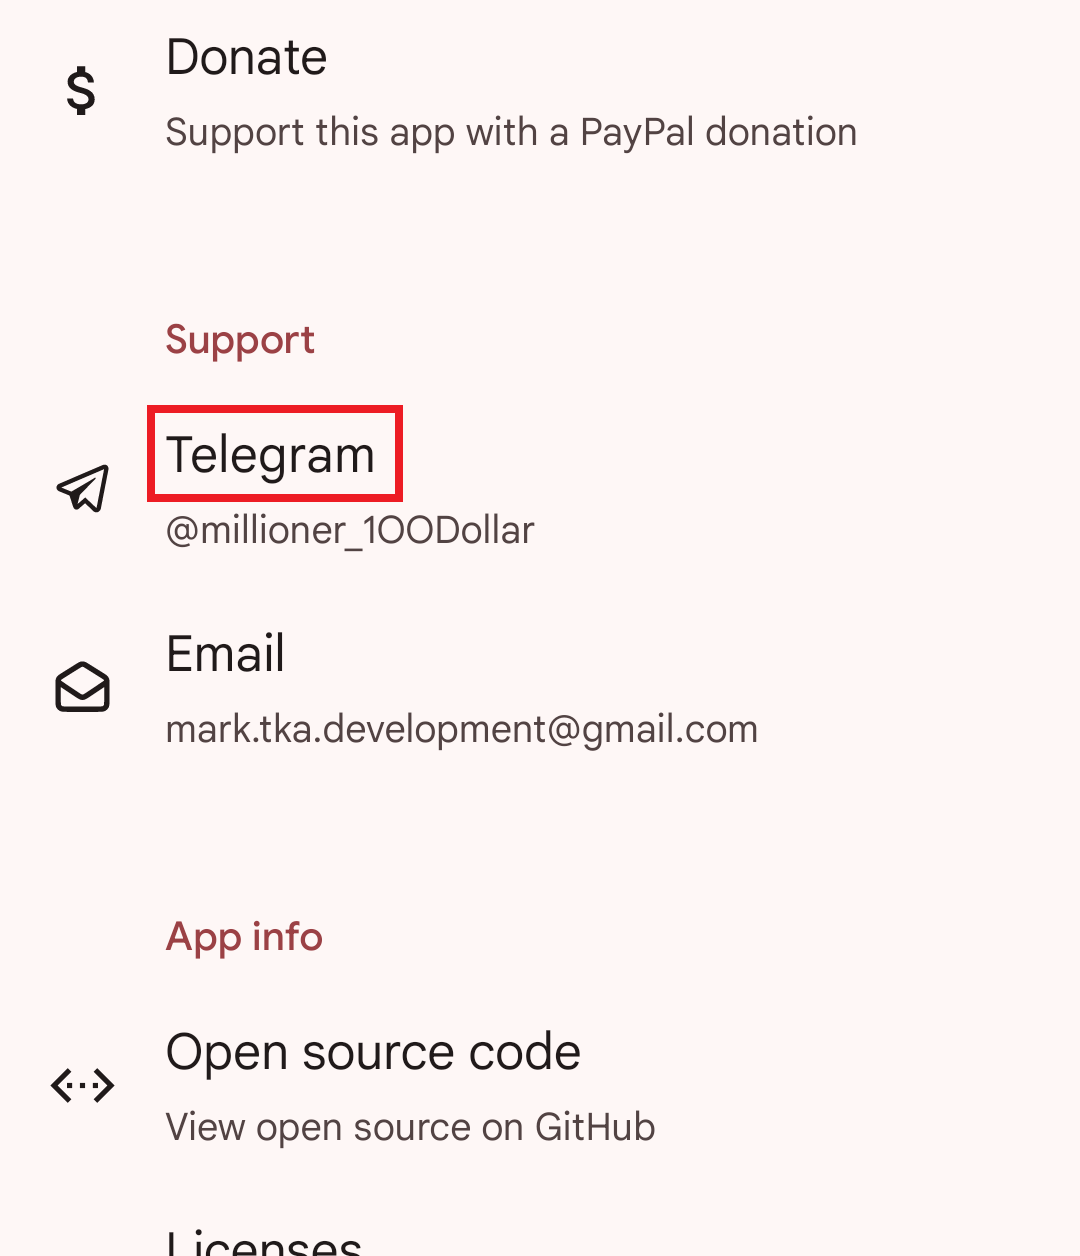 Donate
Support this app with a PayPal donation
Support
Telegram
@millioner_100Dollar
Email
mark.tka.development@gmail.com
App info
Open source code
View open source on GitHub
Licenses